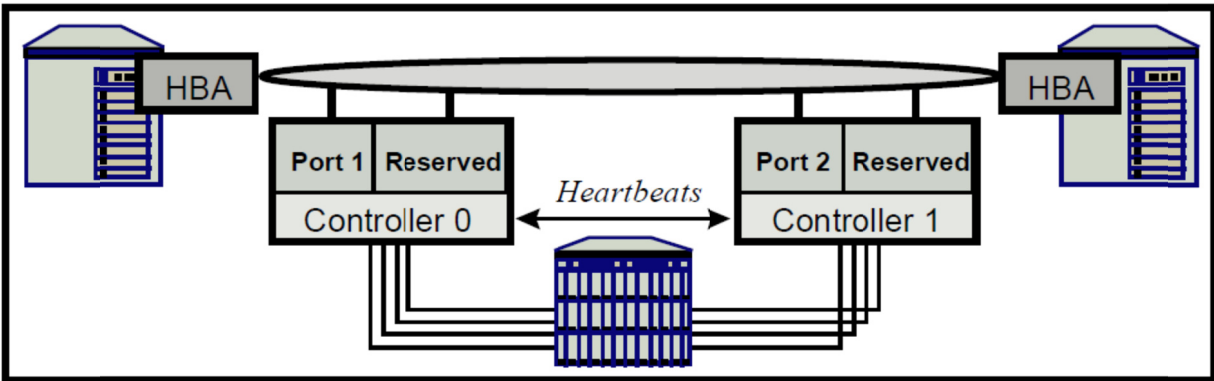 HBA
HBA
Port 1 Reserved
Port 2 Reserved
Heartbeats
Controller 0
Controller 1